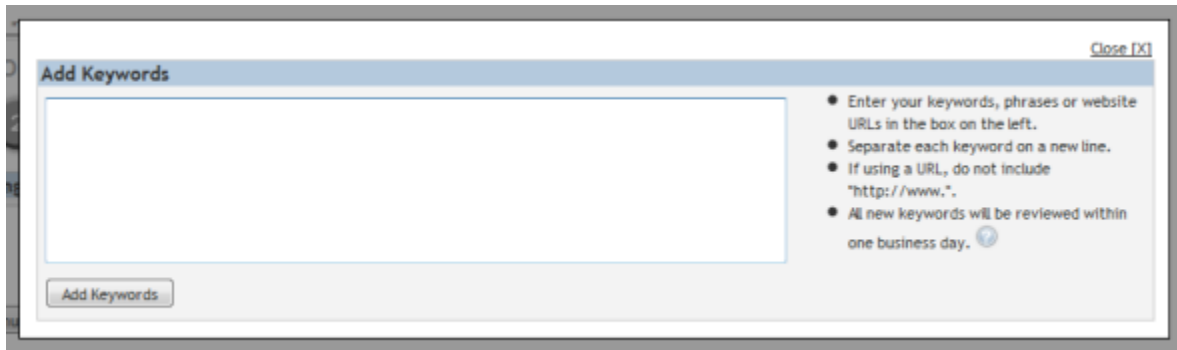 Close [X]
Add Keywords
● Enter your keywords, phrases or website
URLs in the box on the left.
● Separate each keyword on a new line.
● If using a URL, do not include
"http://www.".
● All new keywords will be reviewed within
one business day. ?
Add Keywords